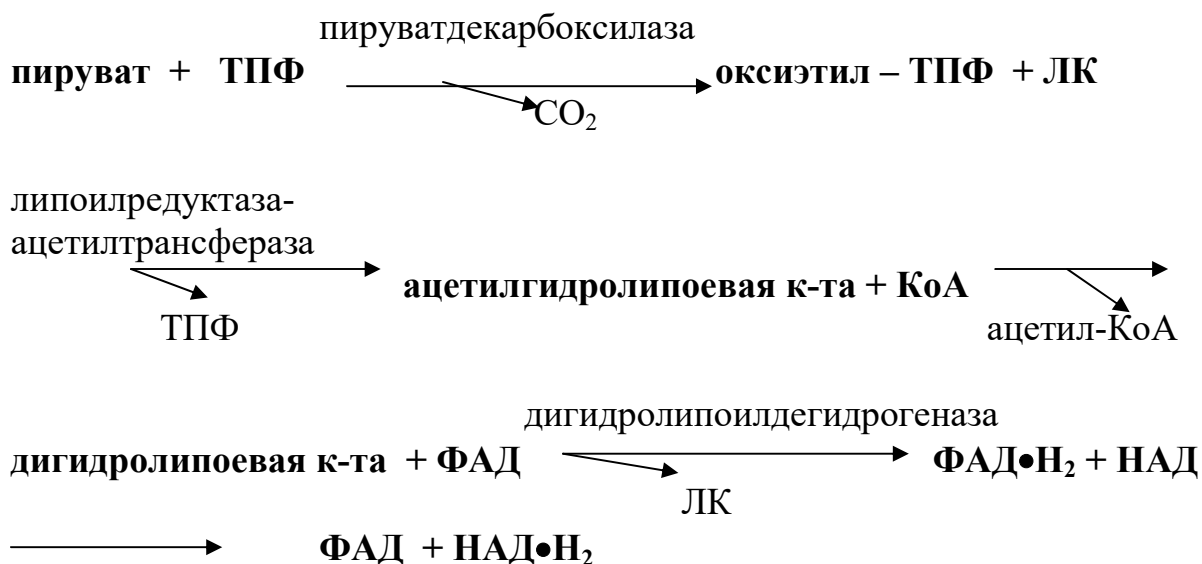 пируватдекарбоксилаза
пируват + ТПФ оксиэтил – ТПФ + ЛК
CO₂
липоилредуктаза-
ацетилтрансфераза
ацетилгидролипоевая к-та + КоА
ТПФ ацетил-КоА
дигидролипоилдегидрогеназа
дигидролипоевая к-та + ФАД ФАД•Н₂ + НАД
ЛК
ФАД + НАД•Н₂